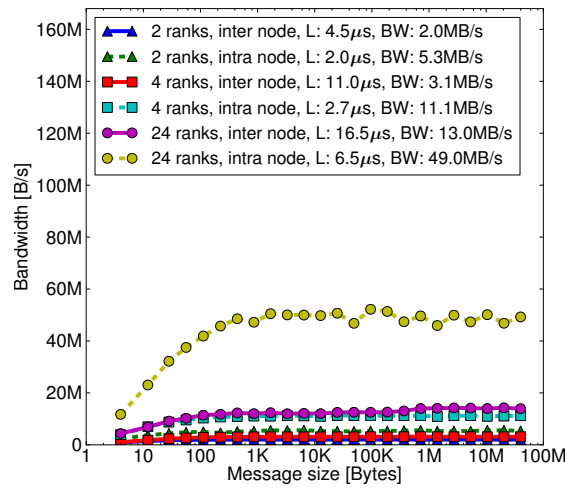 160M
140M
120M
100M
80M
60M
40M
20M
0
Bandwidth [B/s]
2 ranks, inter node, L: 4.5μs, BW: 2.0MB/s
2 ranks, intra node, L: 2.0μs, BW: 5.3MB/s
4 ranks, inter node, L: 11.0μs, BW: 3.1MB/s
4 ranks, intra node, L: 2.7μs, BW: 11.1MB/s
24 ranks, inter node, L: 16.5μs, BW: 13.0MB/s
24 ranks, intra node, L: 6.5μs, BW: 49.0MB/s
1 10 100 1K 10K 100K 1M 10M 100M
Message size [Bytes]